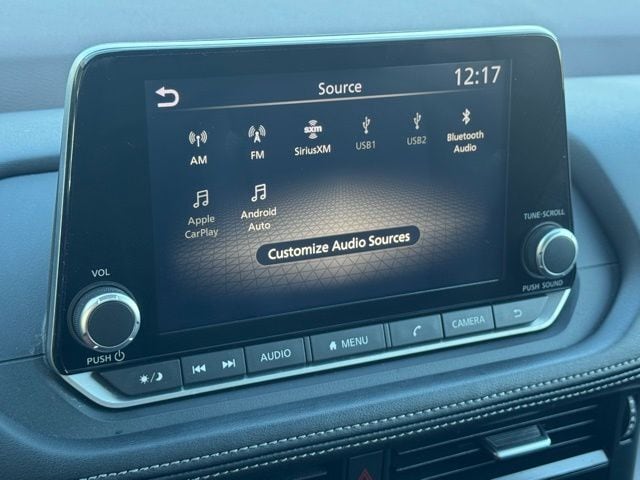 Source
12:17
AM
FM
sxm
SiriusXM
USB1
USB2
Bluetooth
Audio
Apple
CarPlay
Android
Auto
Customize Audio Sources
TUNE·SCROLL
PUSH SOUND
VOL
PUSH
AUDIO
MENU
CAMERA